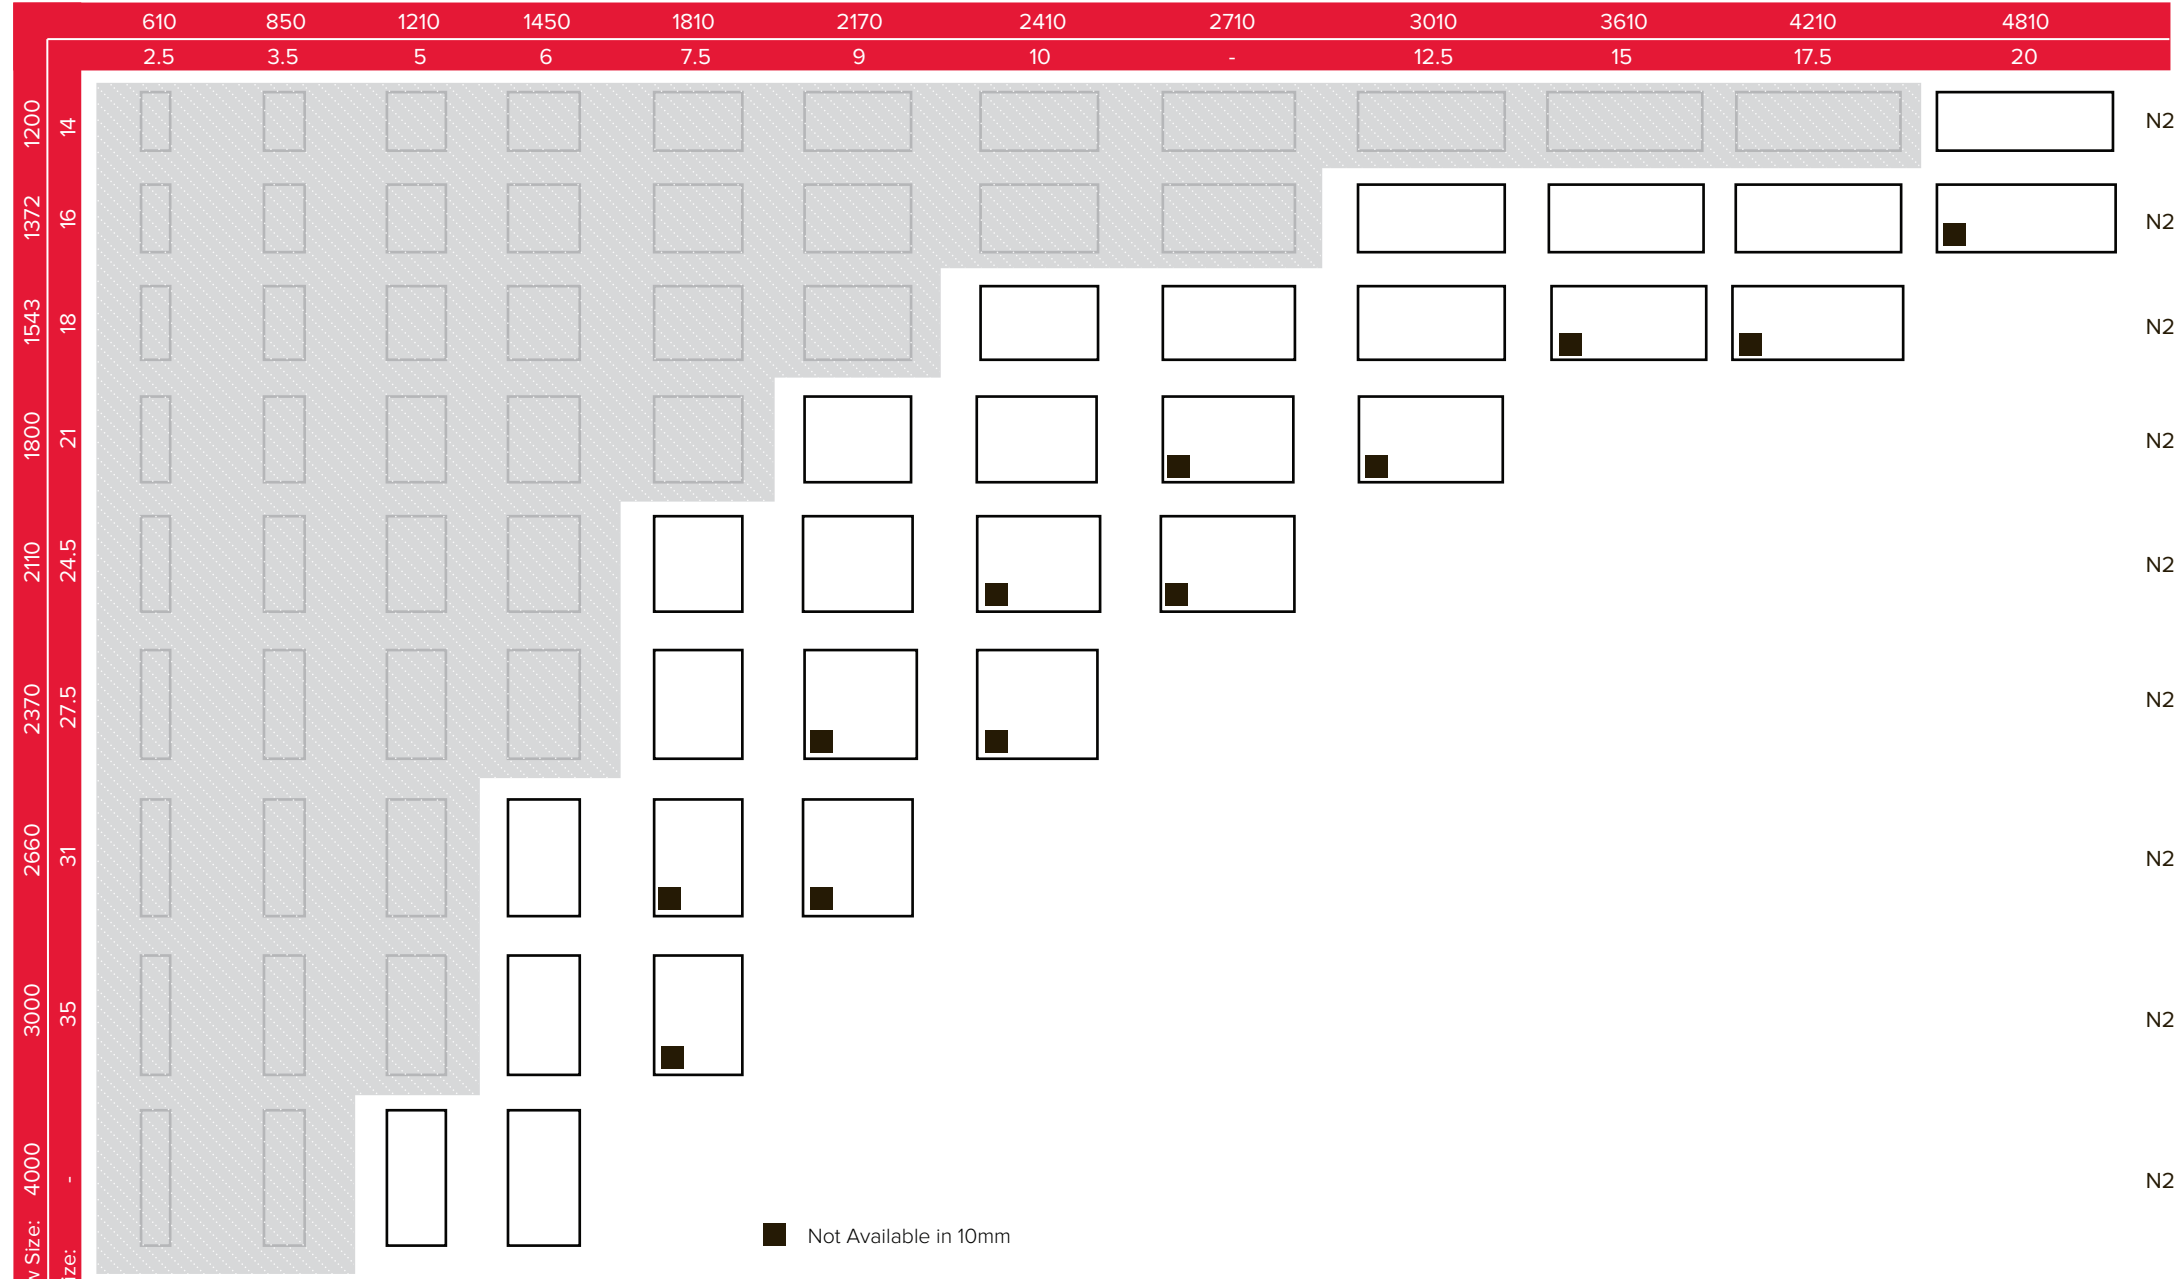 610 850 1210 1450 1810 2170 2410 2710 3010 3610 4210 4810
2.5 3.5 5 6 7.5 9 10 - 12.5 15 17.5 20
1200 14 N2
1372 16 N2
1543 18 N2
1800 21 N2
2110 24.5 N2
2370 27.5 N2
2660 31 N2
3000 35 N2
4000 - N2
Size:
Not Available in 10mm